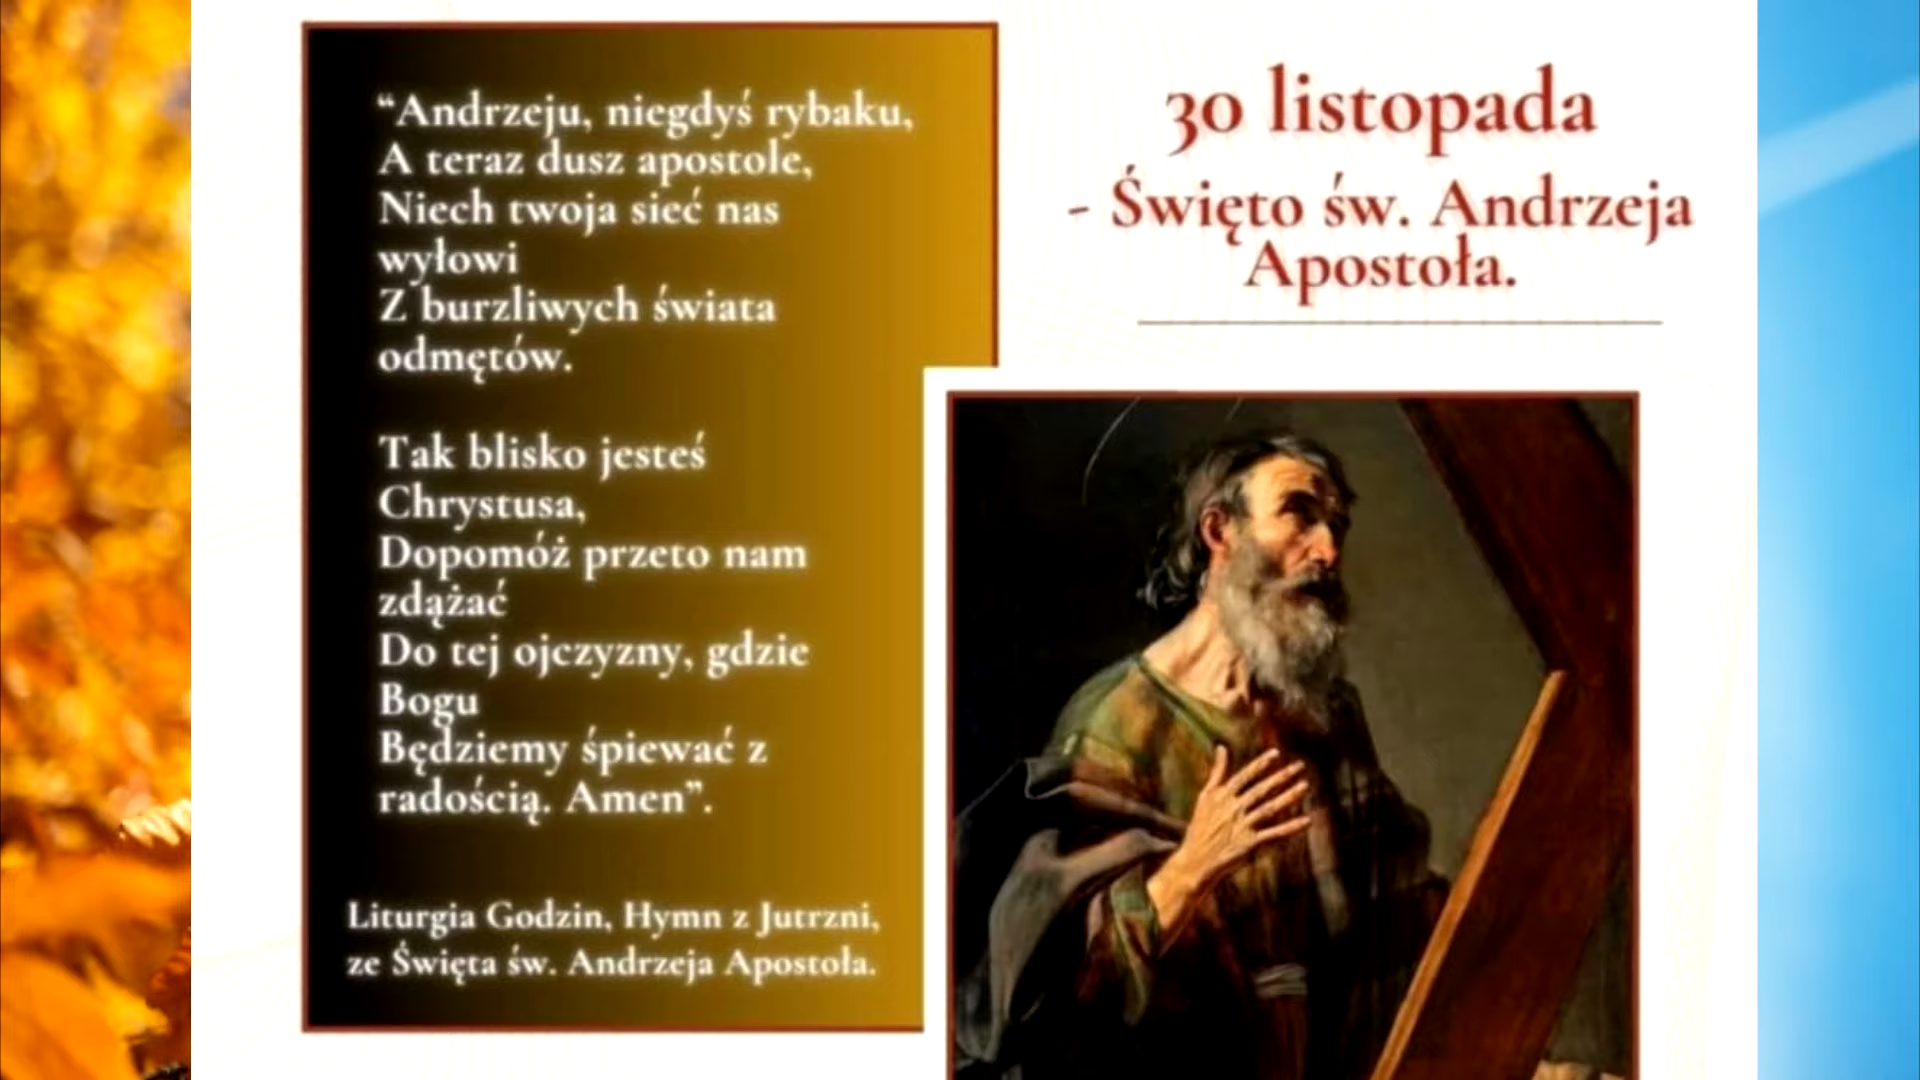 “Andrzeju, niegdyś rybaku,
A teraz dusz apostole,
Niech twoja sieć nas
wyłowi
Z burzliwych świata
odmętów.
Tak blisko jesteś
Chrystusa,
Dopomóż przeto nam
zdążać
Do tej ojczyzny, gdzie
Bogu
Będziemy śpiewać z
radością. Amen”.
Liturgia Godzin, Hymn z Jutrzni,
ze Święta św. Andrzeja Apostoła.
30 listopada
- Święto św. Andrzeja
Apostoła.